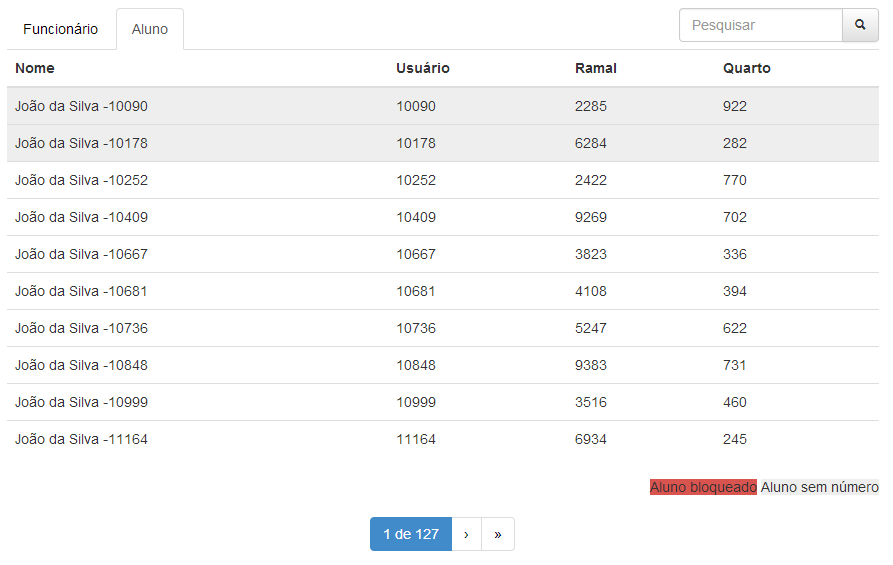 Funcionário Aluno Pesquisar
Nome Usuário Ramal Quarto
João da Silva -10090 10090 2285 922
João da Silva -10178 10178 6284 282
João da Silva -10252 10252 2422 770
João da Silva -10409 10409 9269 702
João da Silva -10667 10667 3823 336
João da Silva -10681 10681 4108 394
João da Silva -10736 10736 5247 622
João da Silva -10848 10848 9383 731
João da Silva -10999 10999 3516 460
João da Silva -11164 11164 6934 245
Aluno bloqueado Aluno sem número
1 de 127 › »